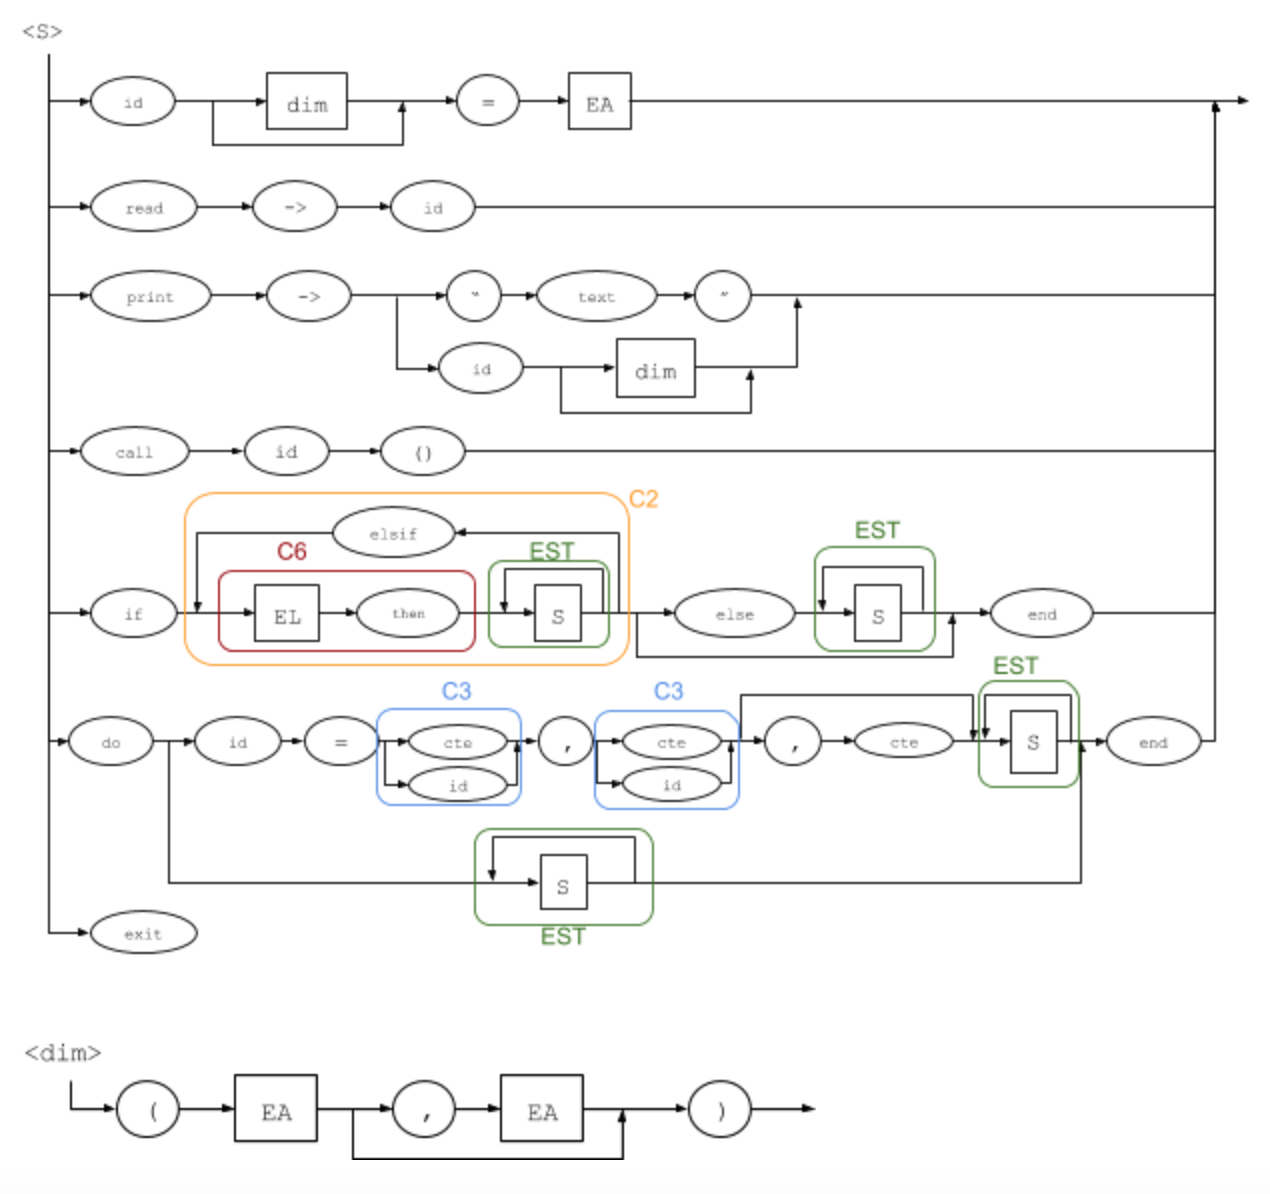 <S>
id dim = EA
read -> id
print -> " text "
id dim
call id ()
C2
elsif
C6 EST EST
if EL then S else S end
EST
C3 C3
do id = cte , cte , cte S end
id id
S
EST
exit
<dim>
( EA , EA )